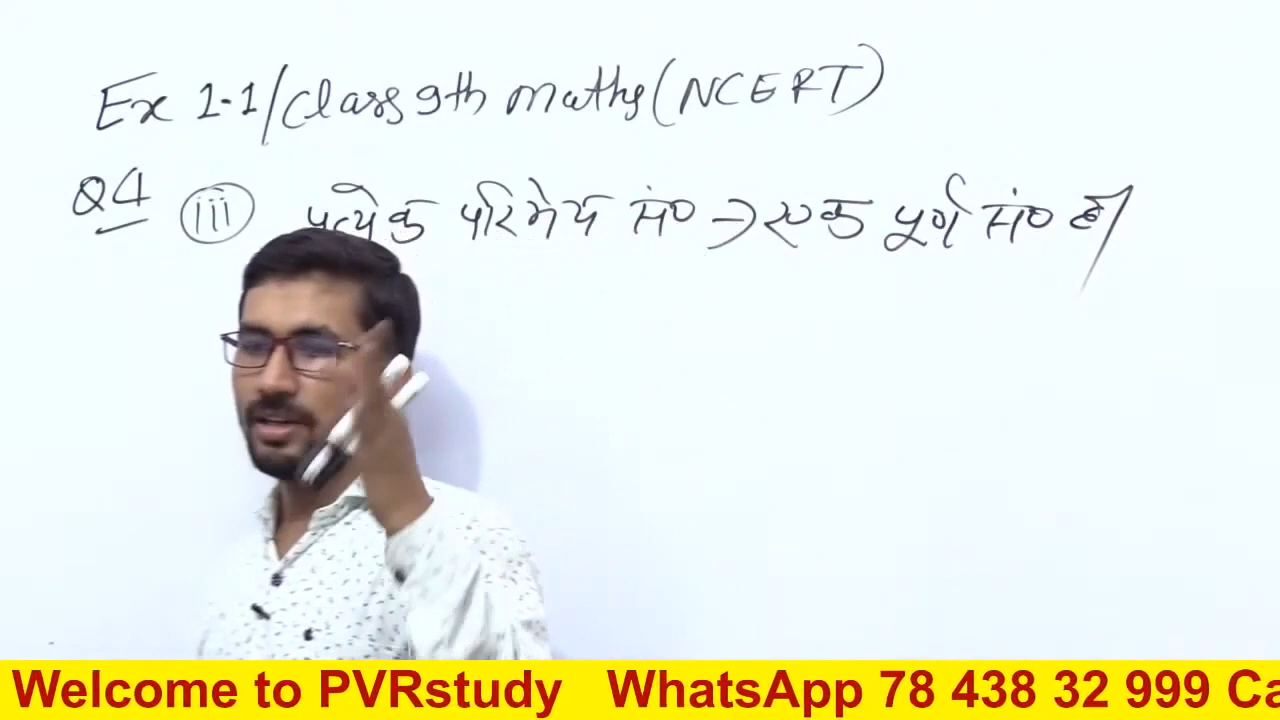 Ex 1.1/Class 9th maths (NCERT)
Q4 (iii) प्रत्येक परिमेय सं० → एक पूर्ण सं० है/
Welcome to PVRstudy WhatsApp 78 438 32 999 Ca